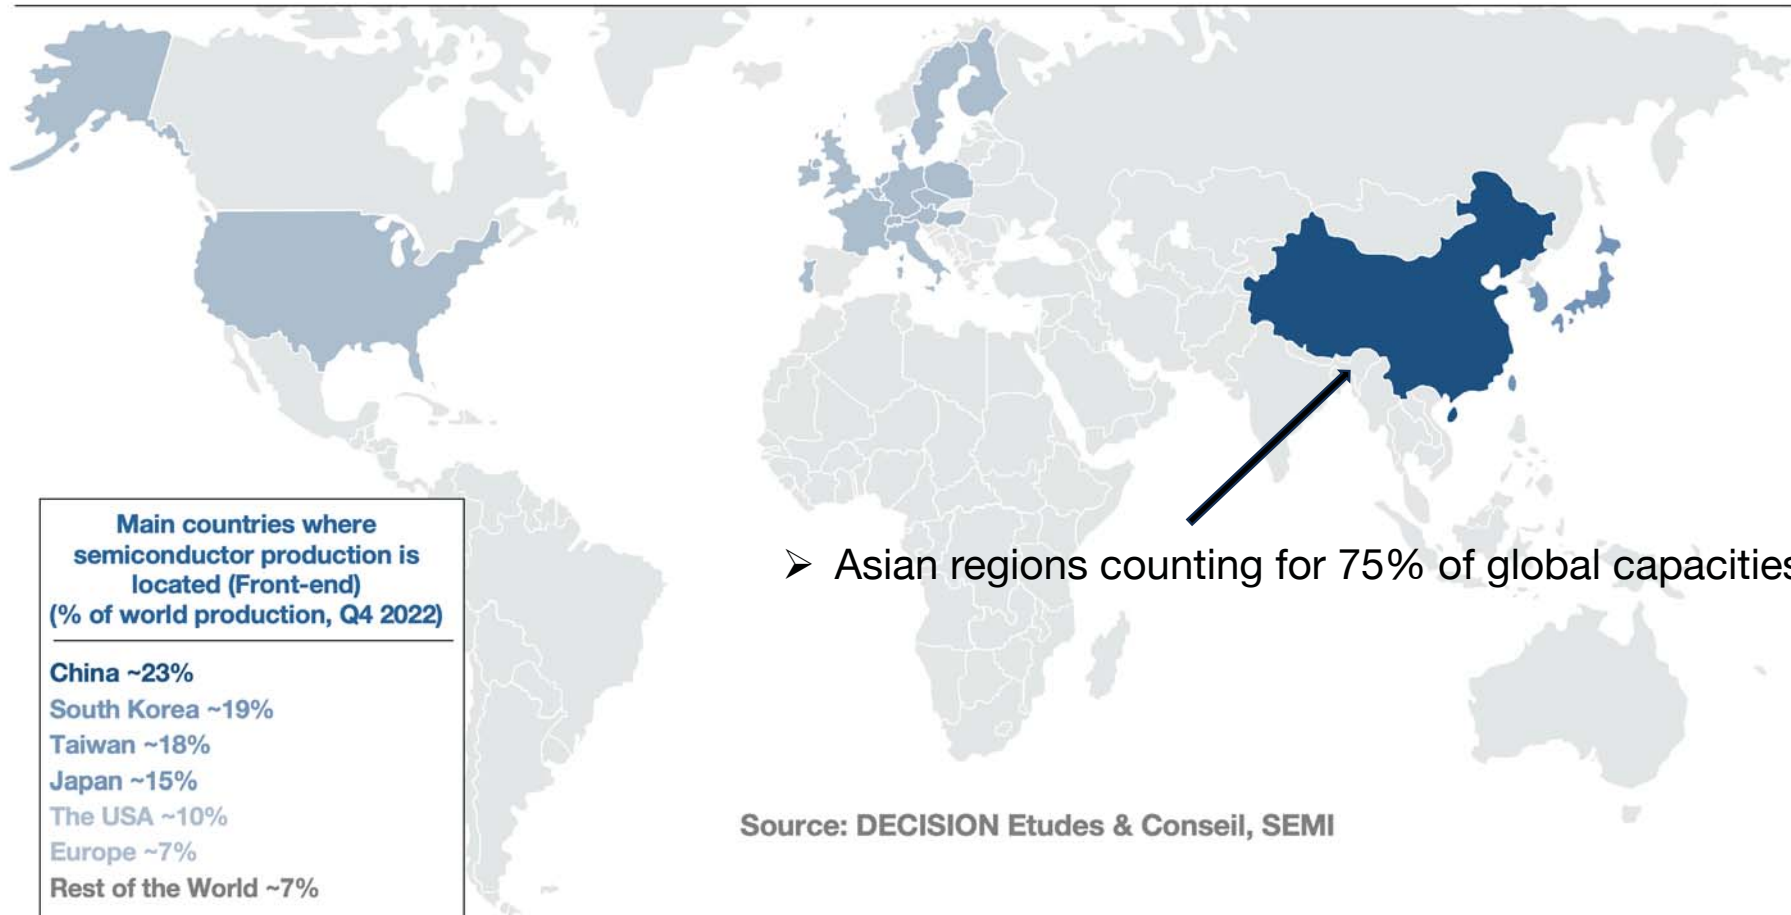 Main countries where
semiconductor production is
located (Front-end)
(% of world production, Q4 2022)
China ~23%
South Korea ~19%
Taiwan ~18%
Japan ~15%
The USA ~10%
Europe ~7%
Rest of the World ~7%
➢ Asian regions counting for 75% of global capacities
Source: DECISION Etudes & Conseil, SEMI